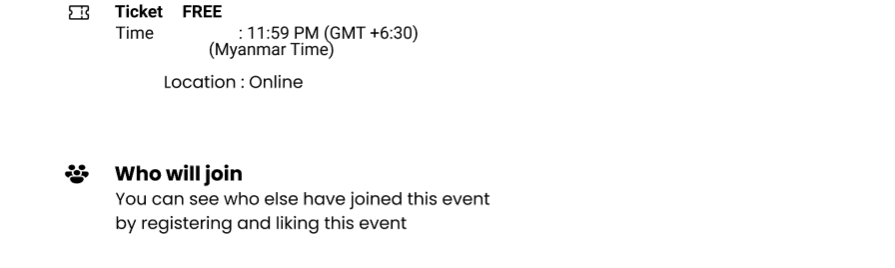 Ticket FREE
Time : 11:59 PM (GMT +6:30)
(Myanmar Time)
Location : Online
Who will join
You can see who else have joined this event
by registering and liking this event